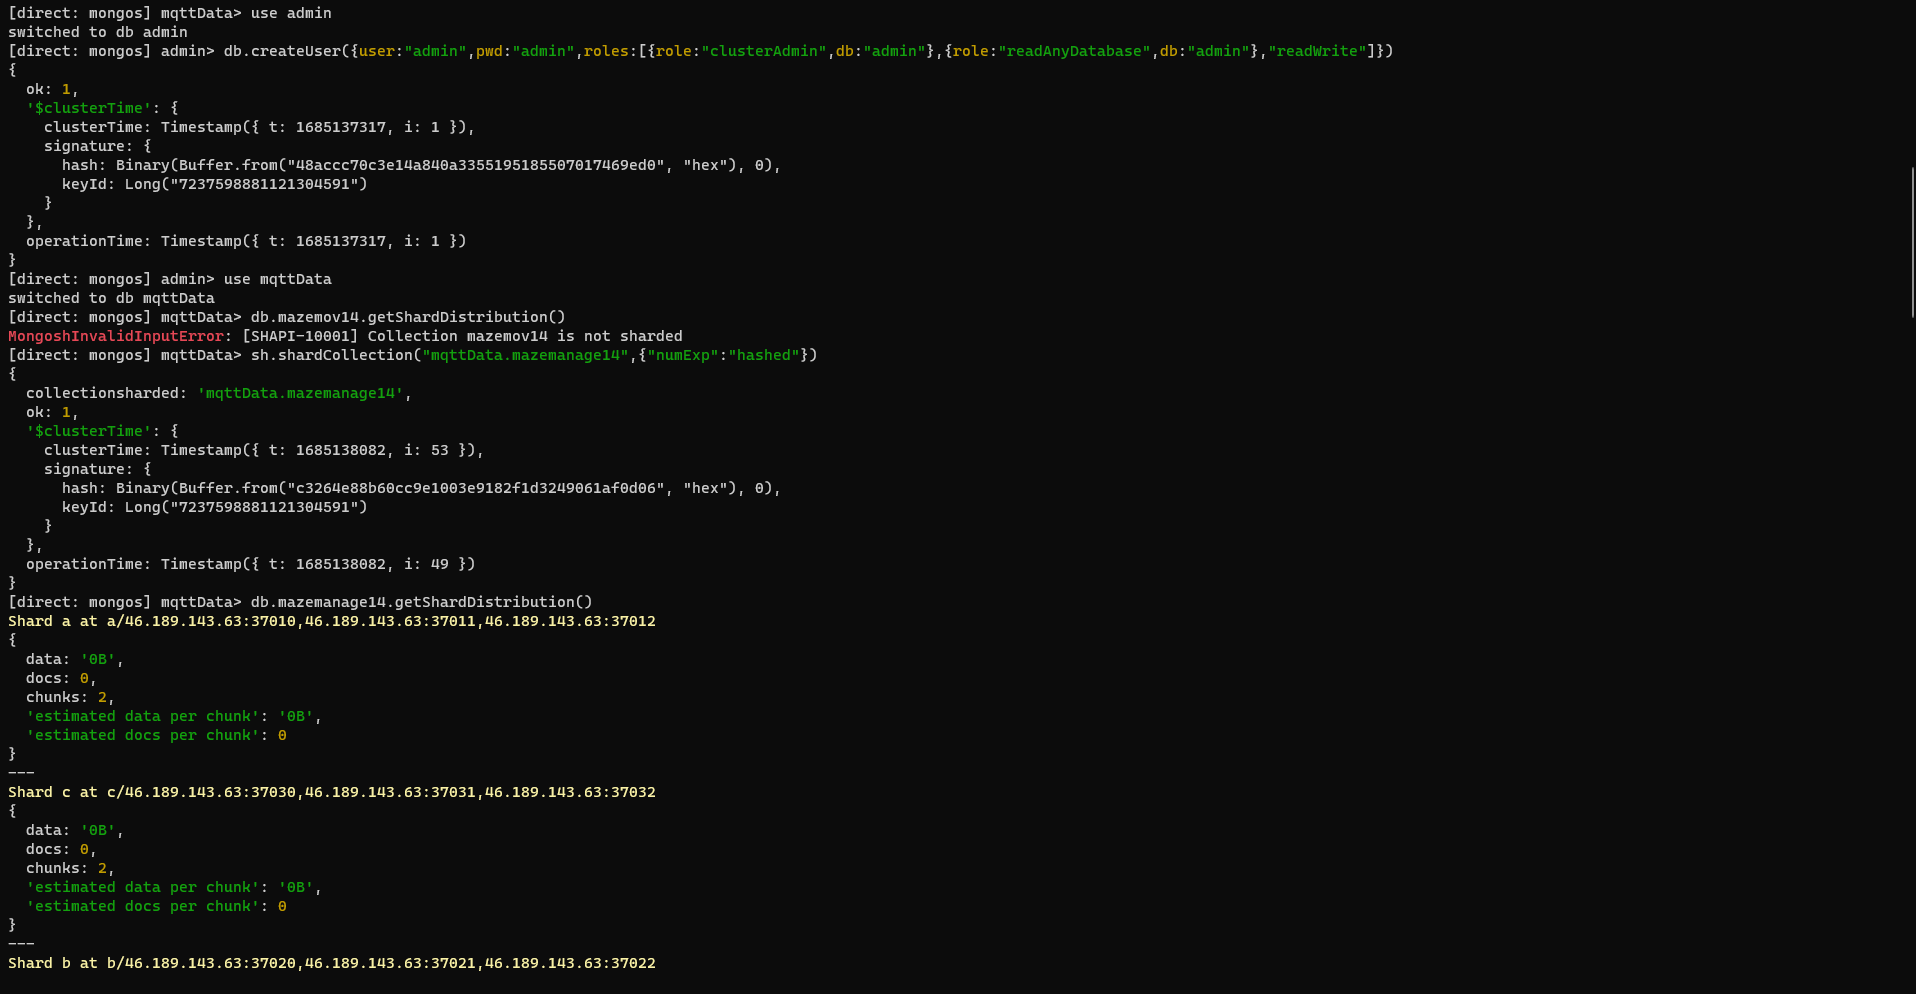 [direct: mongos] mqttData> use admin
switched to db admin
[direct: mongos] admin> db.createUser({user:"admin",pwd:"admin",roles:[{role:"clusterAdmin",db:"admin"},{role:"readAnyDatabase",db:"admin"},"readWrite"]})
{
  ok: 1,
  '$clusterTime': {
    clusterTime: Timestamp({ t: 1685137317, i: 1 }),
    signature: {
      hash: Binary(Buffer.from("48accc70c3e14a840a3355195185507017469ed0", "hex"), 0),
      keyId: Long("7237598881121304591")
    }
  },
  operationTime: Timestamp({ t: 1685137317, i: 1 })
}
[direct: mongos] admin> use mqttData
switched to db mqttData
[direct: mongos] mqttData> db.mazemov14.getShardDistribution()
MongoshInvalidInputError: [SHAPI-10001] Collection mazemov14 is not sharded
[direct: mongos] mqttData> sh.shardCollection("mqttData.mazemanage14",{"numExp":"hashed"})
{
  collectionsharded: 'mqttData.mazemanage14',
  ok: 1,
  '$clusterTime': {
    clusterTime: Timestamp({ t: 1685138082, i: 53 }),
    signature: {
      hash: Binary(Buffer.from("c3264e88b60cc9e1003e9182f1d3249061af0d06", "hex"), 0),
      keyId: Long("7237598881121304591")
    }
  },
  operationTime: Timestamp({ t: 1685138082, i: 49 })
}
[direct: mongos] mqttData> db.mazemanage14.getShardDistribution()
Shard a at a/46.189.143.63:37010,46.189.143.63:37011,46.189.143.63:37012
{
  data: '0B',
  docs: 0,
  chunks: 2,
  'estimated data per chunk': '0B',
  'estimated docs per chunk': 0
}
---
Shard c at c/46.189.143.63:37030,46.189.143.63:37031,46.189.143.63:37032
{
  data: '0B',
  docs: 0,
  chunks: 2,
  'estimated data per chunk': '0B',
  'estimated docs per chunk': 0
}
---
Shard b at b/46.189.143.63:37020,46.189.143.63:37021,46.189.143.63:37022